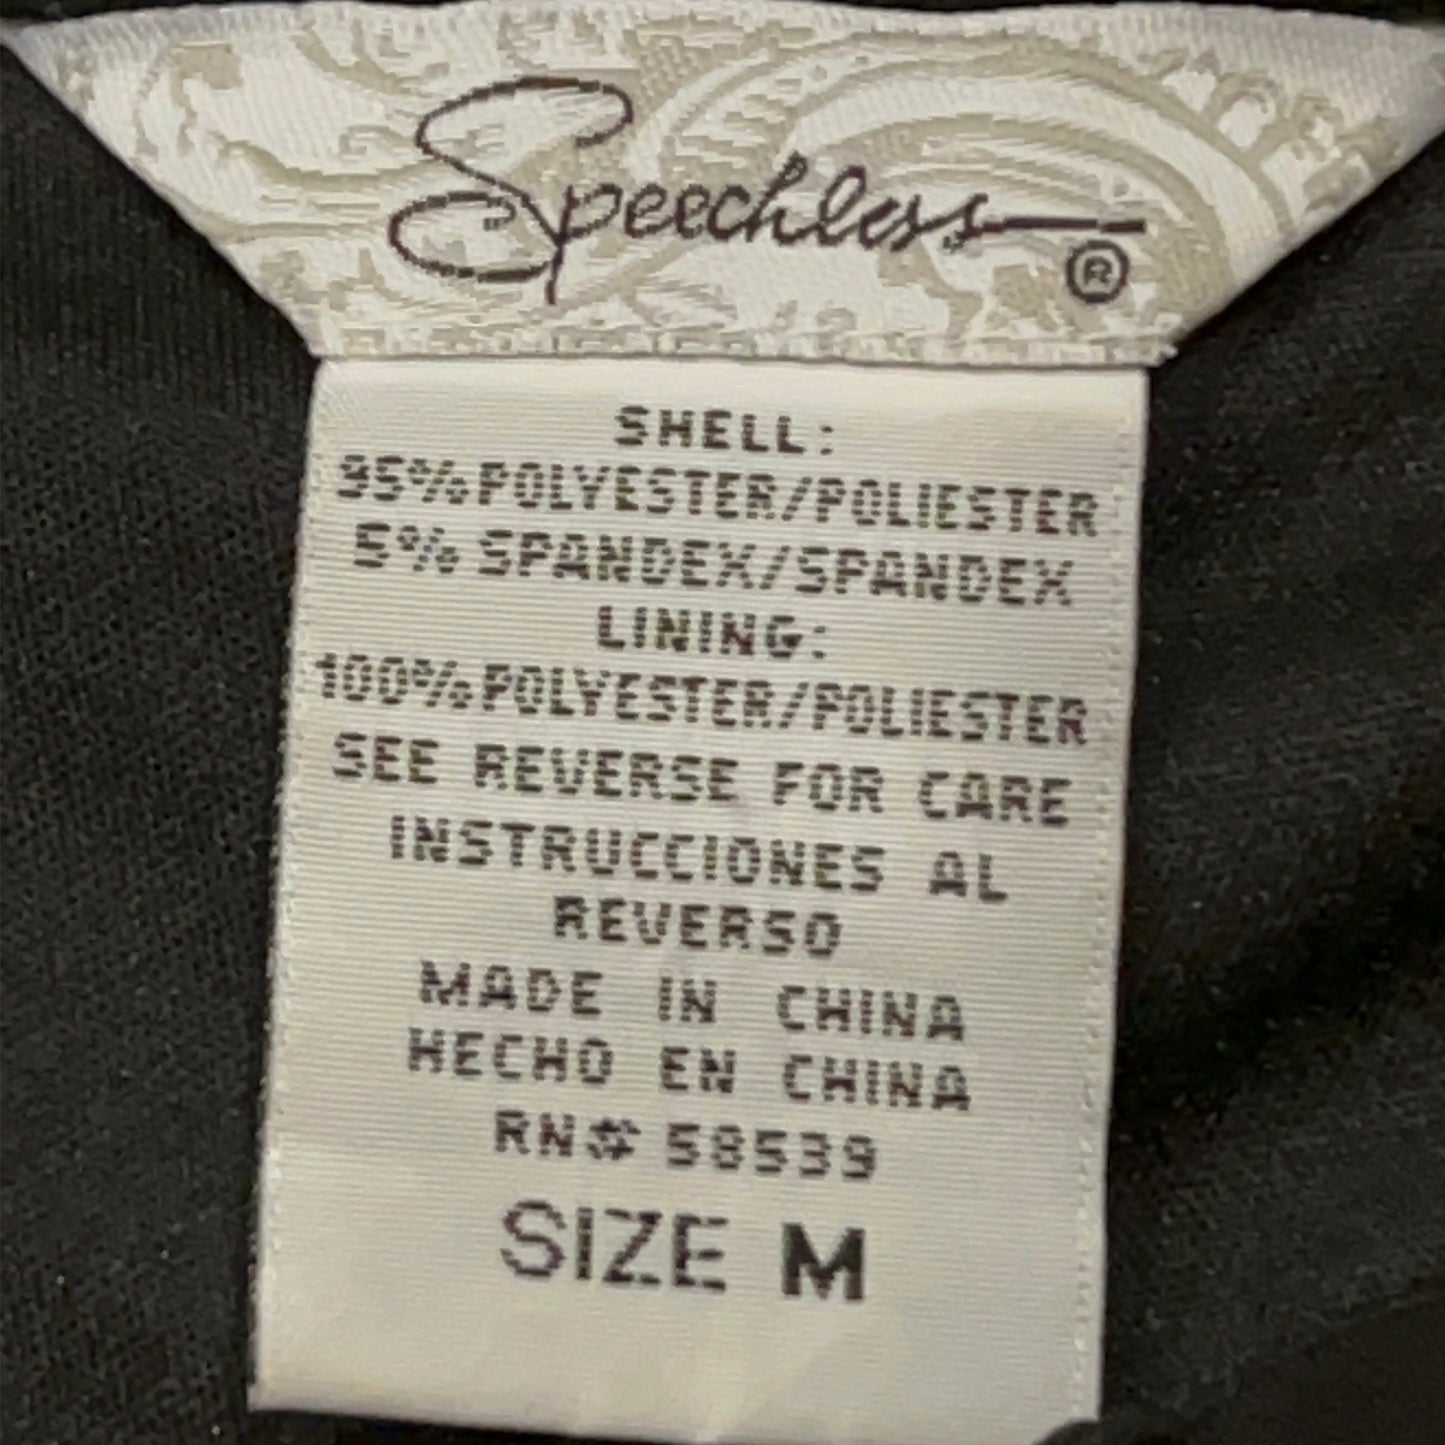 Speechless®
SHELL:
95% POLYESTER/POLIESTER
5% SPANDEX/SPANDEX
LINING:
100% POLYESTER/POLIESTER
SEE REVERSE FOR CARE
INSTRUCCIONES AL
REVERSO
MADE IN CHINA
HECHO EN CHINA
RN# 58539
SIZE M